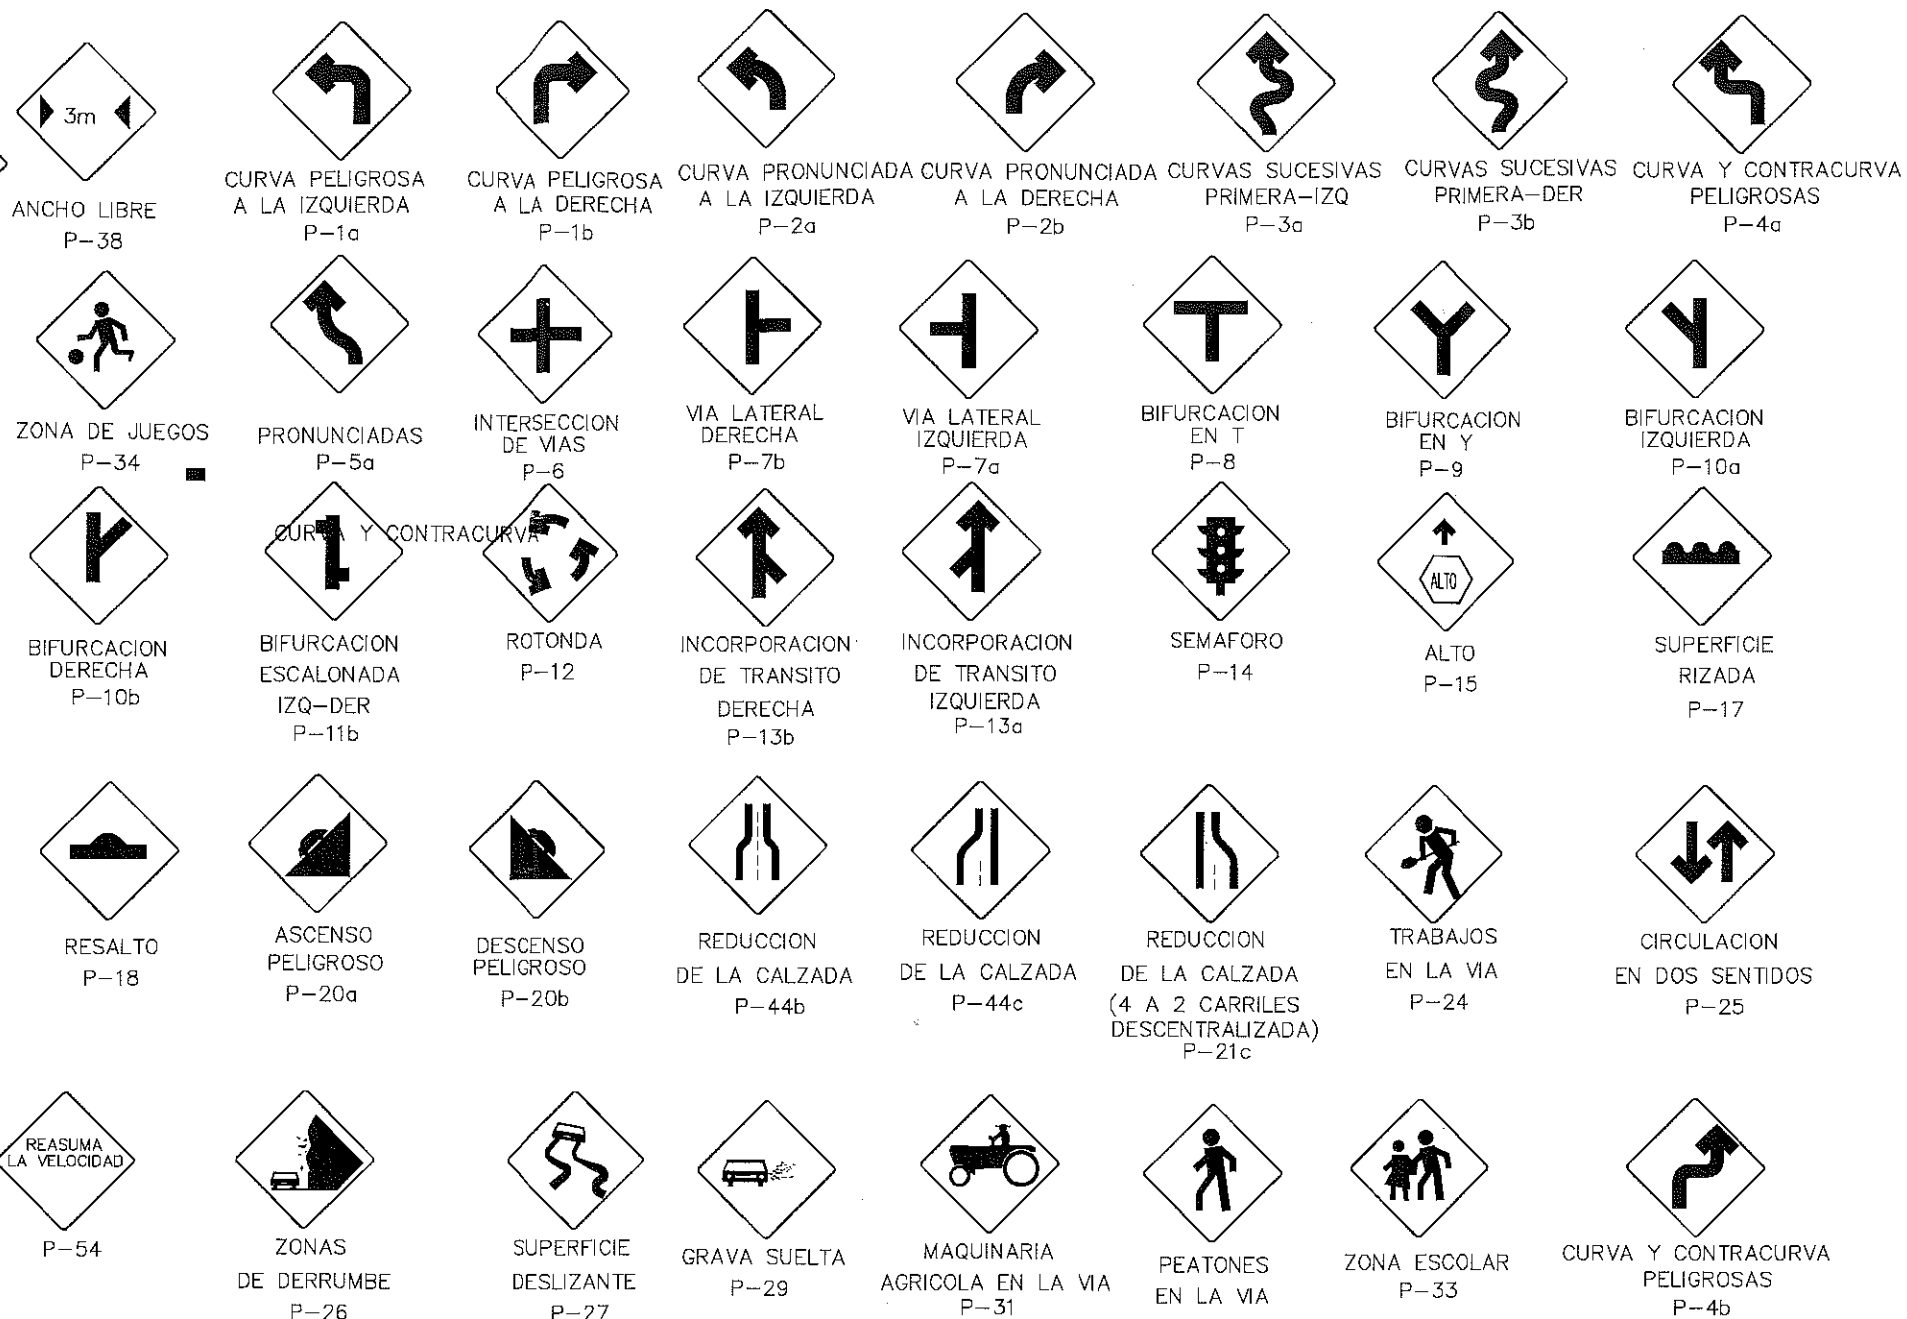 3m
ANCHO LIBRE
P-38
CURVA PELIGROSA
A LA IZQUIERDA
P-1a
CURVA PELIGROSA
A LA DERECHA
P-1b
CURVA PRONUNCIADA
A LA IZQUIERDA
P-2a
CURVA PRONUNCIADA
A LA DERECHA
P-2b
CURVAS SUCESIVAS
PRIMERA-IZQ
P-3a
CURVAS SUCESIVAS
PRIMERA-DER
P-3b
CURVA Y CONTRACURVA
PELIGROSAS
P-4a
ZONA DE JUEGOS
P-34
PRONUNCIADAS
P-5a
INTERSECCION
DE VIAS
P-6
VIA LATERAL
DERECHA
P-7b
VIA LATERAL
IZQUIERDA
P-7a
BIFURCACION
EN T
P-8
BIFURCACION
EN Y
P-9
BIFURCACION
IZQUIERDA
P-10a
BIFURCACION
DERECHA
P-10b
CURVA Y CONTRACURVA
BIFURCACION
ESCALONADA
IZQ-DER
P-11b
ROTONDA
P-12
INCORPORACION
DE TRANSITO
DERECHA
P-13b
INCORPORACION
DE TRANSITO
IZQUIERDA
P-13a
SEMAFORO
P-14
ALTO
ALTO
P-15
SUPERFICIE
RIZADA
P-17
RESALTO
P-18
ASCENSO
PELIGROSO
P-20a
DESCENSO
PELIGROSO
P-20b
REDUCCION
DE LA CALZADA
P-44b
REDUCCION
DE LA CALZADA
P-44c
REDUCCION
DE LA CALZADA
(4 A 2 CARRILES
DESCENTRALIZADA)
P-21c
TRABAJOS
EN LA VIA
P-24
CIRCULACION
EN DOS SENTIDOS
P-25
REASUMA
LA VELOCIDAD
P-54
ZONAS
DE DERRUMBE
P-26
SUPERFICIE
DESLIZANTE
P-27
GRAVA SUELTA
P-29
MAQUINARIA
AGRICOLA EN LA VIA
P-31
PEATONES
EN LA VIA
ZONA ESCOLAR
P-33
CURVA Y CONTRACURVA
PELIGROSAS
P-4b